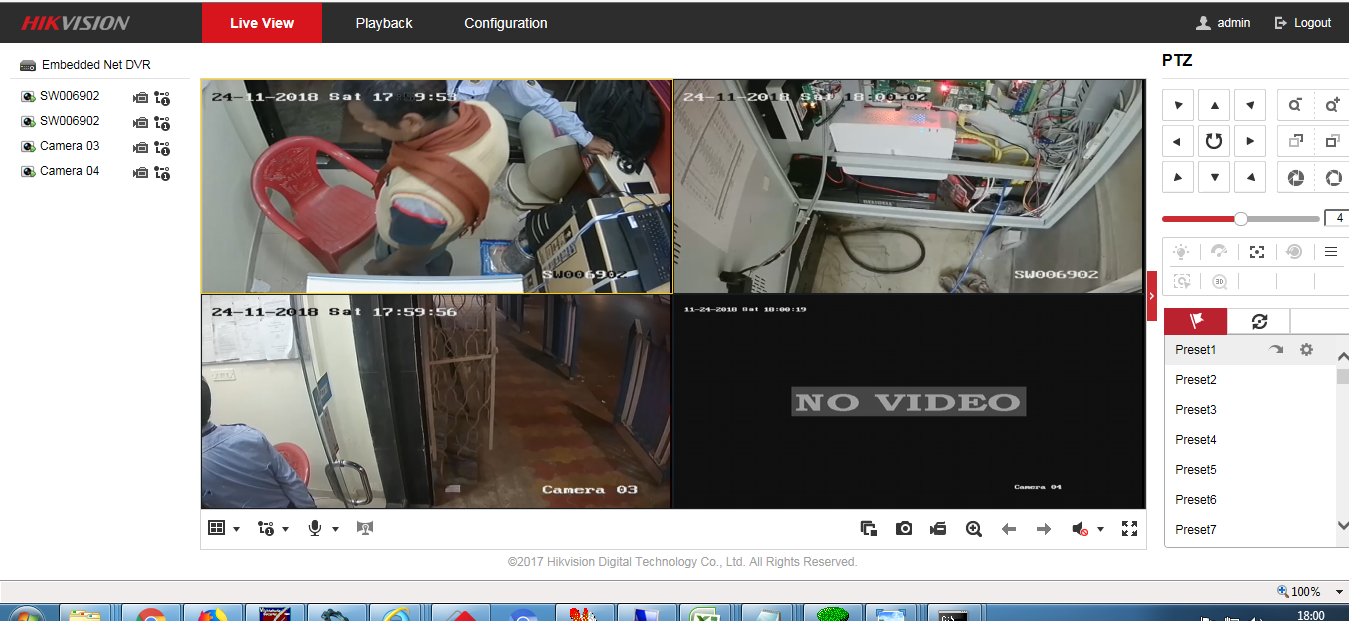 HIKVISION
Live View
Playback
Configuration
admin
Logout
Embedded Net DVR
SW006902
SW006902
Camera 03
Camera 04
24-11-2018 Sat 17:59:53
SW006902
24-11-2018 Sat 18:00:02
SW006902
24-11-2018 Sat 17:59:56
Camera 03
11-24-2018 Sat 18:00:19
NO VIDEO
Camera 04
©2017 Hikvision Digital Technology Co., Ltd. All Rights Reserved.
PTZ
4
3D
Preset1
Preset2
Preset3
Preset4
Preset5
Preset6
Preset7
100%
18:00